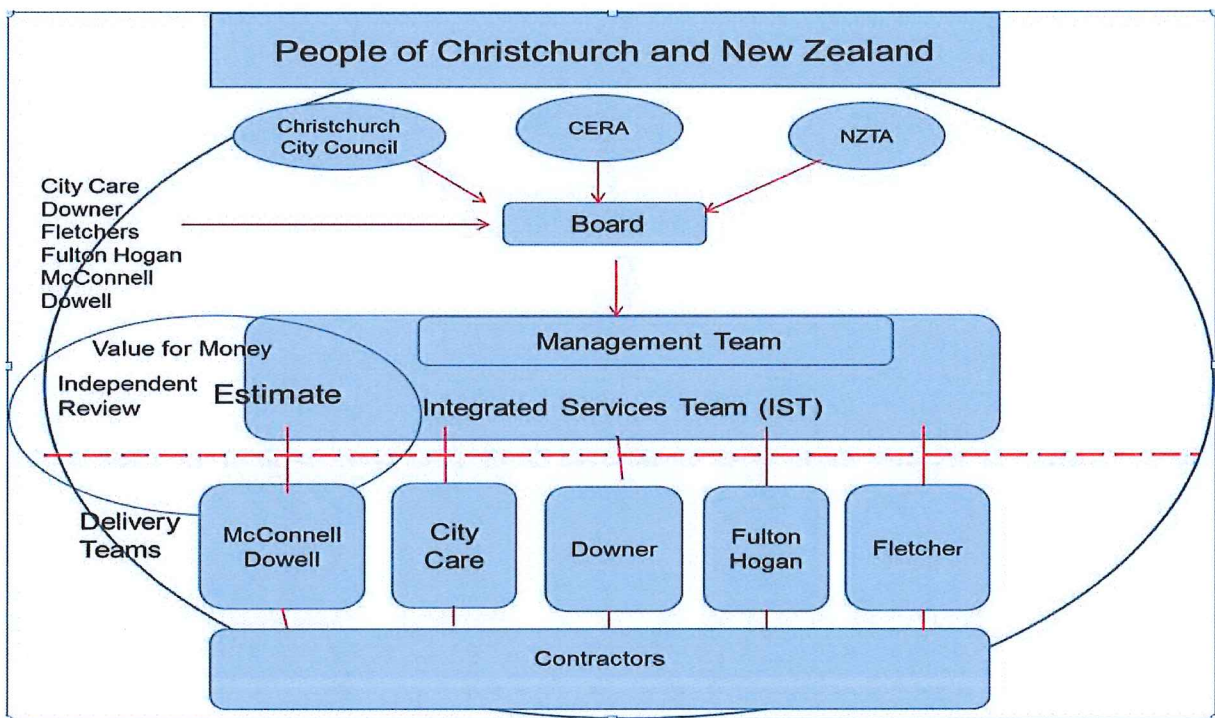 People of Christchurch and New Zealand
Christchurch
City Council
CERA
NZTA
City Care
Downer
Fletchers
Fulton Hogan
McConnell
Dowell
Board
Management Team
Value for Money
Independent
Review
Estimate
Integrated Services Team (IST)
Delivery
Teams
McConnell
Dowell
City
Care
Downer
Fulton
Hogan
Fletcher
Contractors